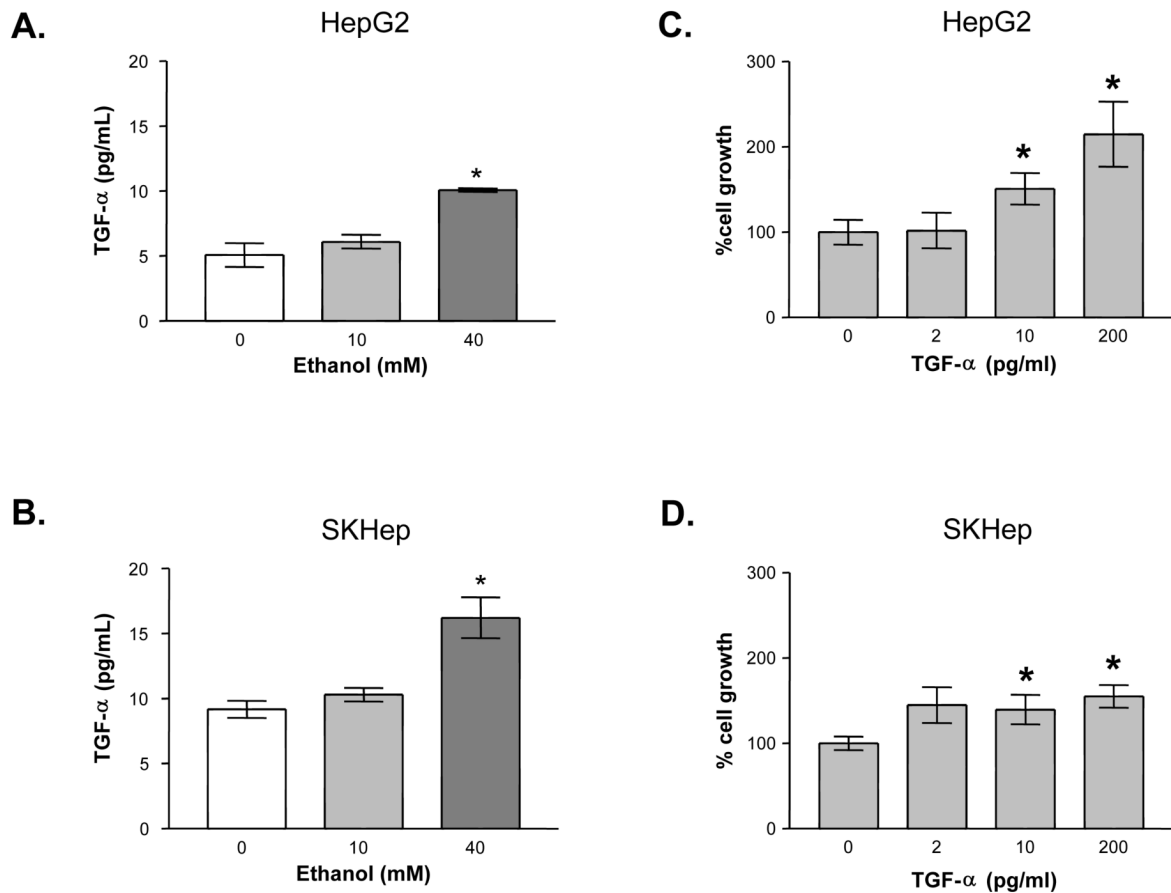 A.
HepG2
20
15
10
5
0
TGF-α (pg/mL)
*
0 10 40
Ethanol (mM)
C.
HepG2
300
200
100
0
%cell growth
* *
0 2 10 200
TGF-α (pg/ml)
B.
SKHep
20
15
10
5
0
TGF-α (pg/mL)
*
0 10 40
Ethanol (mM)
D.
SKHep
300
200
100
0
% cell growth
* *
0 2 10 200
TGF-α (pg/ml)